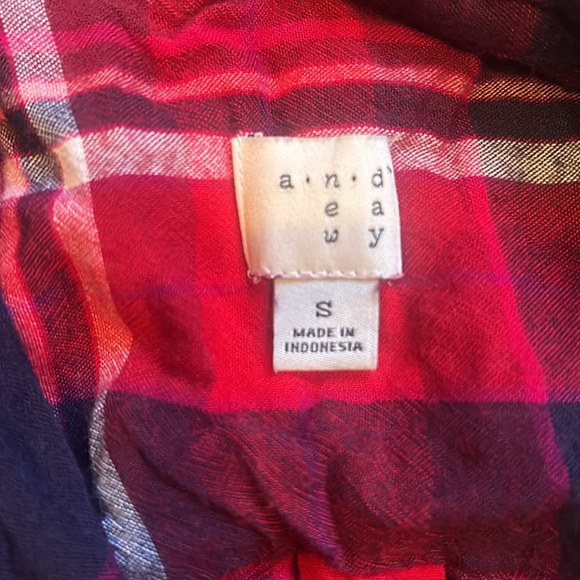 a · n · d
e a
w y
S
MADE IN
INDONESIA